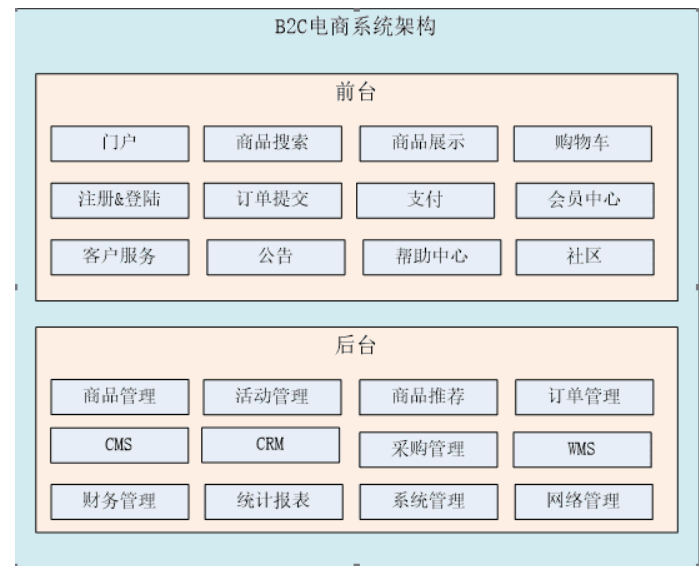 B2C电商系统架构
前台
门户 商品搜索 商品展示 购物车
注册&登陆 订单提交 支付 会员中心
客户服务 公告 帮助中心 社区
后台
商品管理 活动管理 商品推荐 订单管理
CMS CRM 采购管理 WMS
财务管理 统计报表 系统管理 网络管理